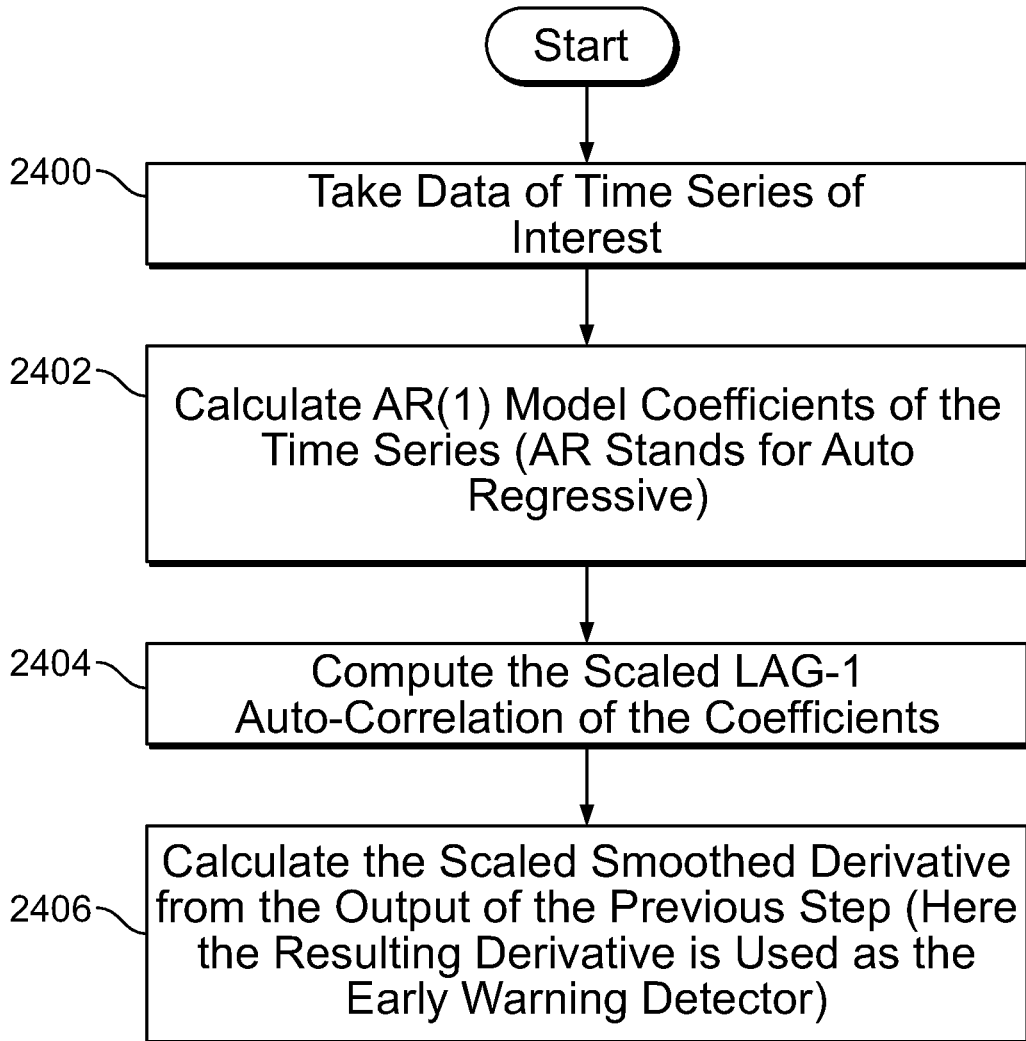 Start
2400
Take Data of Time Series of
Interest
2402
Calculate AR(1) Model Coefficients of the
Time Series (AR Stands for Auto
Regressive)
2404
Compute the Scaled LAG-1
Auto-Correlation of the Coefficients
2406
Calculate the Scaled Smoothed Derivative
from the Output of the Previous Step (Here
the Resulting Derivative is Used as the
Early Warning Detector)